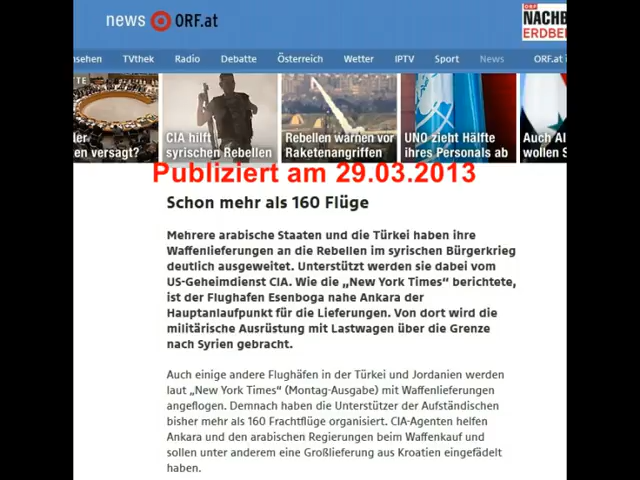 news ORF.at
ORF
NACHB
ERDBE
nsehen TVthek Radio Debatte Österreich Wetter IPTV Sport News ORF.at i
TE
ler
en versagt?
CIA hilft
syrischen Rebellen
Rebellen warnen vor
Raketenangriffen
UNO zieht Hälfte
ihres Personals ab
Auch Al
wollen S
Publiziert am 29.03.2013
Schon mehr als 160 Flüge
Mehrere arabische Staaten und die Türkei haben ihre
Waffenlieferungen an die Rebellen im syrischen Bürgerkrieg
deutlich ausgeweitet. Unterstützt werden sie dabei vom
US-Geheimdienst CIA. Wie die „New York Times“ berichtete,
ist der Flughafen Esenboga nahe Ankara der
Hauptanlaufpunkt für die Lieferungen. Von dort wird die
militärische Ausrüstung mit Lastwagen über die Grenze
nach Syrien gebracht.
Auch einige andere Flughäfen in der Türkei und Jordanien werden
laut „New York Times“ (Montag-Ausgabe) mit Waffenlieferungen
angeflogen. Demnach haben die Unterstützer der Aufständischen
bisher mehr als 160 Frachtflüge organisiert. CIA-Agenten helfen
Ankara und den arabischen Regierungen beim Waffenkauf und
sollen unter anderem eine Großlieferung aus Kroatien eingefädelt
haben.